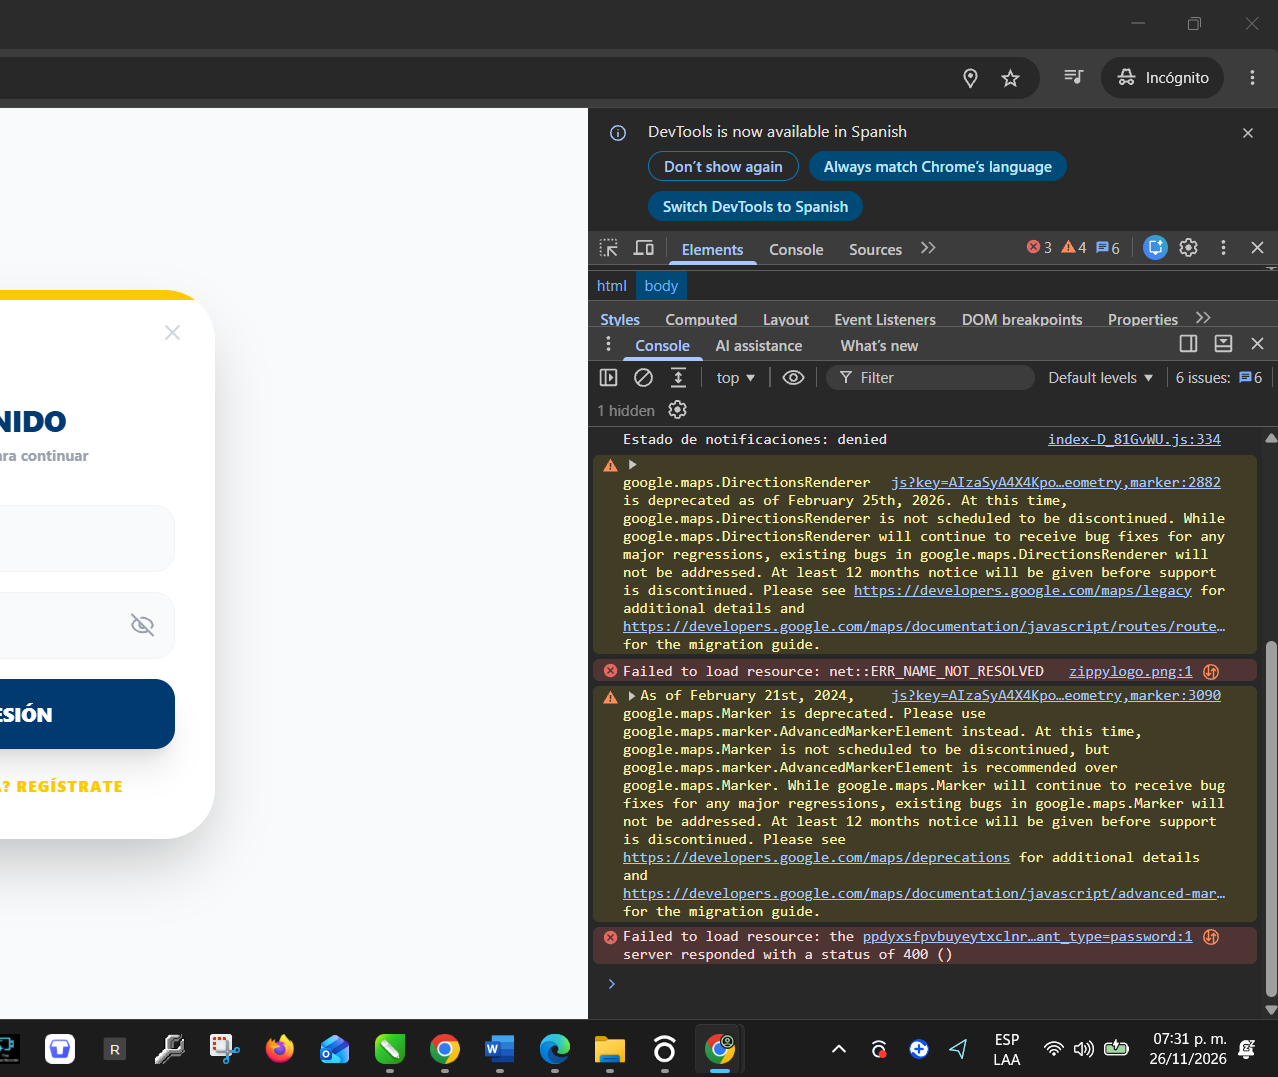 Incógnito
DevTools is now available in Spanish
Don't show again
Always match Chrome's language
Switch DevTools to Spanish
Elements
Console
Sources
3
4
6
html
body
Styles
Computed
Layout
Event Listeners
DOM breakpoints
Properties
Console
AI assistance
What's new
top
Filter
Default levels
6 issues:
6
1 hidden
Estado de notificaciones: denied
index-D_81GvWU.js:334
google.maps.DirectionsRenderer js?key=AIzaSyA4X4Kpo…eometry,marker:2882
is deprecated as of February 25th, 2026. At this time,
google.maps.DirectionsRenderer is not scheduled to be discontinued. While
google.maps.DirectionsRenderer will continue to receive bug fixes for any
major regressions, existing bugs in google.maps.DirectionsRenderer will
not be addressed. At least 12 months notice will be given before support
is discontinued. Please see https://developers.google.com/maps/legacy for
additional details and
https://developers.google.com/maps/documentation/javascript/routes/route…
for the migration guide.
Failed to load resource: net::ERR_NAME_NOT_RESOLVED zippylogo.png:1
As of February 21st, 2024, js?key=AIzaSyA4X4Kpo…eometry,marker:3090
google.maps.Marker is deprecated. Please use
google.maps.marker.AdvancedMarkerElement instead. At this time,
google.maps.Marker is not scheduled to be discontinued, but
google.maps.marker.AdvancedMarkerElement is recommended over
google.maps.Marker. While google.maps.Marker will continue to receive bug
fixes for any major regressions, existing bugs in google.maps.Marker will
not be addressed. At least 12 months notice will be given before support
is discontinued. Please see
https://developers.google.com/maps/deprecations for additional details
and
https://developers.google.com/maps/documentation/javascript/advanced-mar…
for the migration guide.
Failed to load resource: the ppdyxsfpvbuyeytxclnr…ant_type=password:1
server responded with a status of 400 ()
NIDO
ra continuar
ESIÓN
? REGÍSTRATE
R
ESP
LAA
07:31 p. m.
26/11/2026